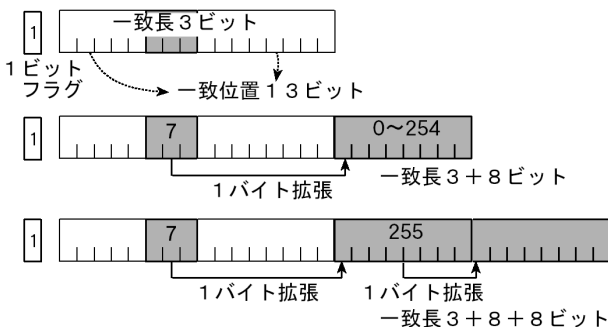 1
一致長3ビット
1ビット
フラグ
一致位置13ビット
1
7
0～254
1バイト拡張
一致長3+8ビット
1
7
255
1バイト拡張
1バイト拡張
一致長3+8+8ビット